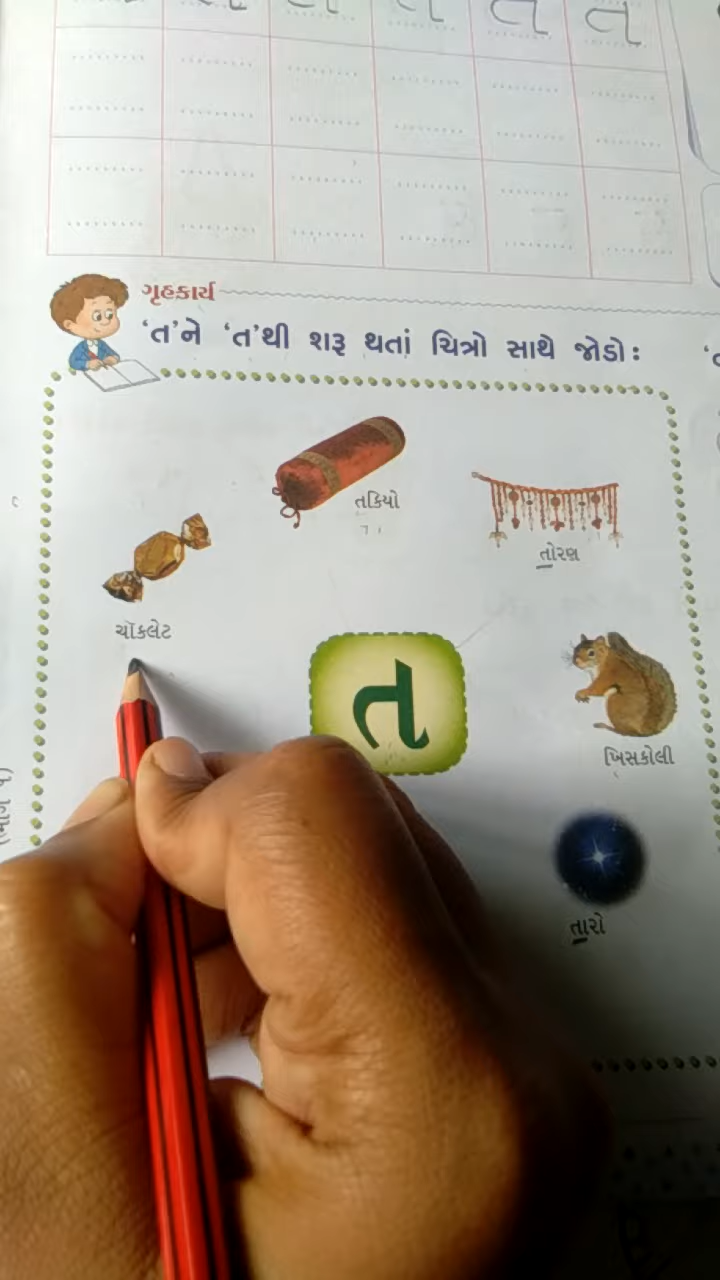 ત ત ત
ગૃહકાર્ય
'ત'ને 'ત'થી શરૂ થતાં ચિત્રો સાથે જોડો :
તકિયો
તોરણ
ચૉકલેટ
ત
ખિસકોલી
તારો